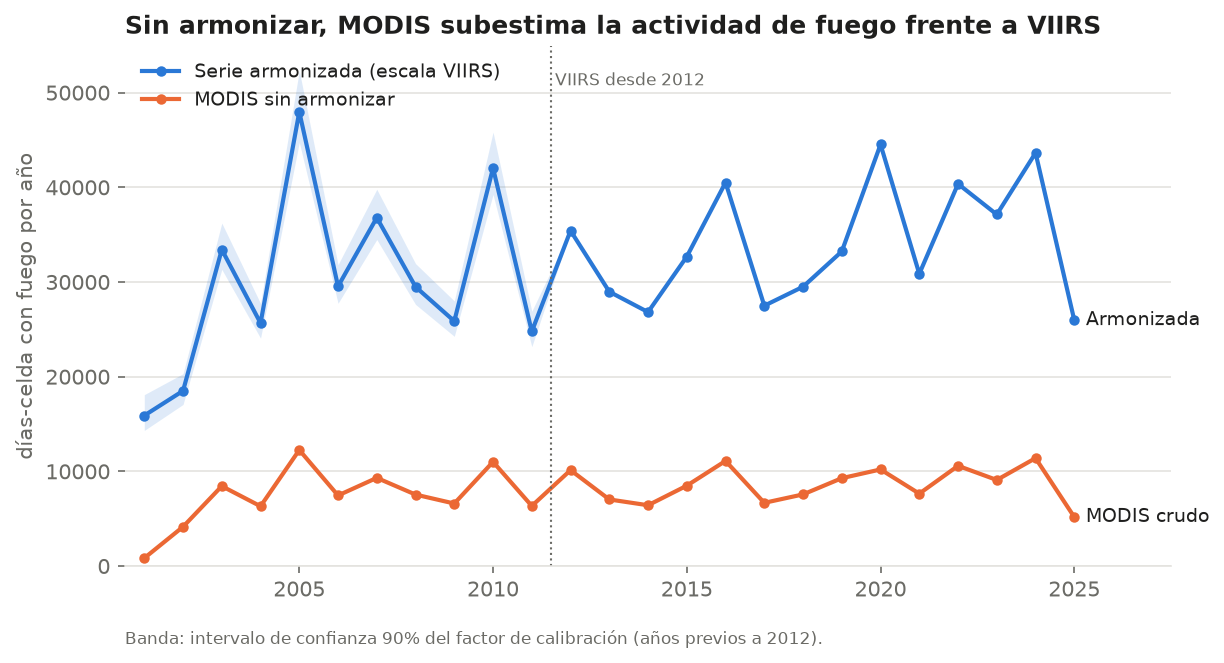 Sin armonizar, MODIS subestima la actividad de fuego frente a VIIRS
Serie armonizada (escala VIIRS)
MODIS sin armonizar
VIIRS desde 2012
días-celda con fuego por año
50000
40000
30000
20000
10000
0
Armonizada
MODIS crudo
2005
2010
2015
2020
2025
Banda: intervalo de confianza 90% del factor de calibración (años previos a 2012).